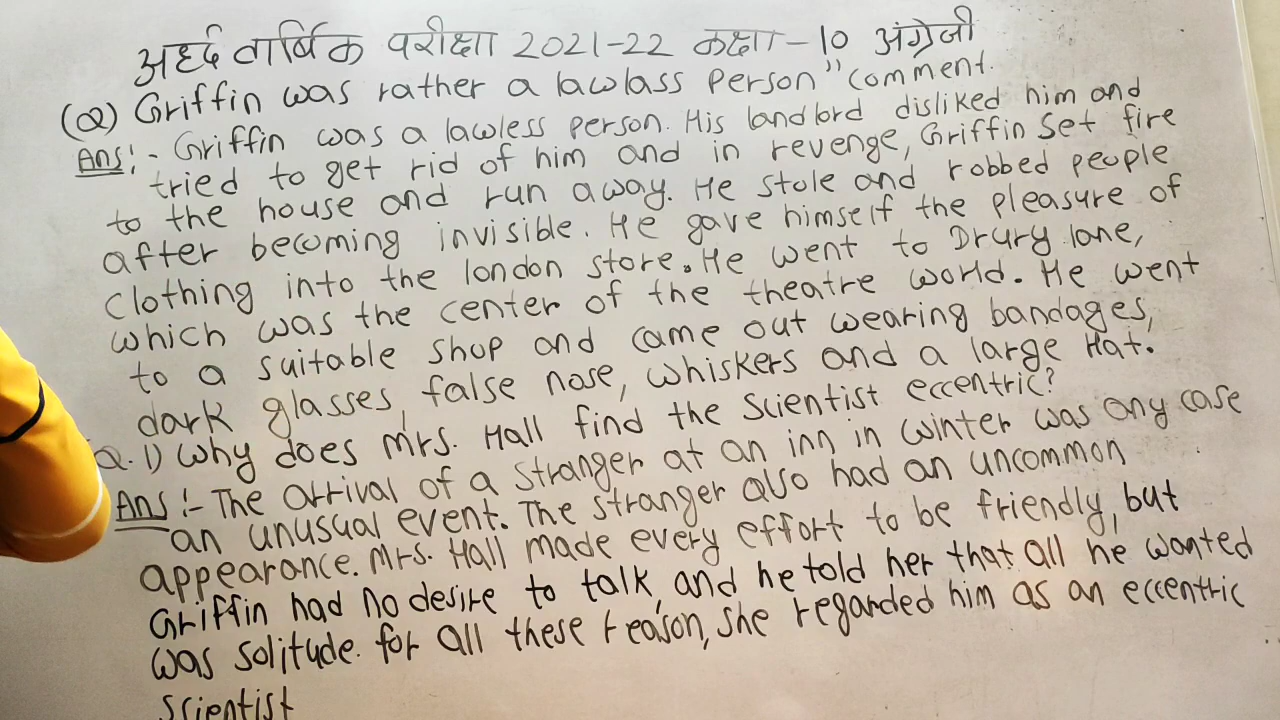 अर्ध्द वार्षिक परीक्षा 2021-22 कक्षा - 10 अंग्रेजी
(Q) Griffin was rather a lawlass person" comment.
Ans:- Griffin was a lawless person. His landlord disliked him and
tried to get rid of him and in revenge, Griffin set fire
to the house and run away. He stole and robbed people
after becoming invisible. He gave himself the pleasure of
clothing into the london store. He went to Drury lane,
which was the center of the theatre world. He went
to a suitable shop and came out wearing bandages,
dark glasses, false nose, whiskers and a large Hat.
Q.1) Why does Mrs. Hall find the Scientist eccentric?
Ans:- The arrival of a stranger at an inn in winter was any case
an unusual event. The stranger also had an uncommon
appearance. Mrs. Hall made every effort to be friendly, but
Griffin had no desire to talk, and he told her that all he wanted
was solitude. for all these reason, she regarded him as an eccentric
scientist